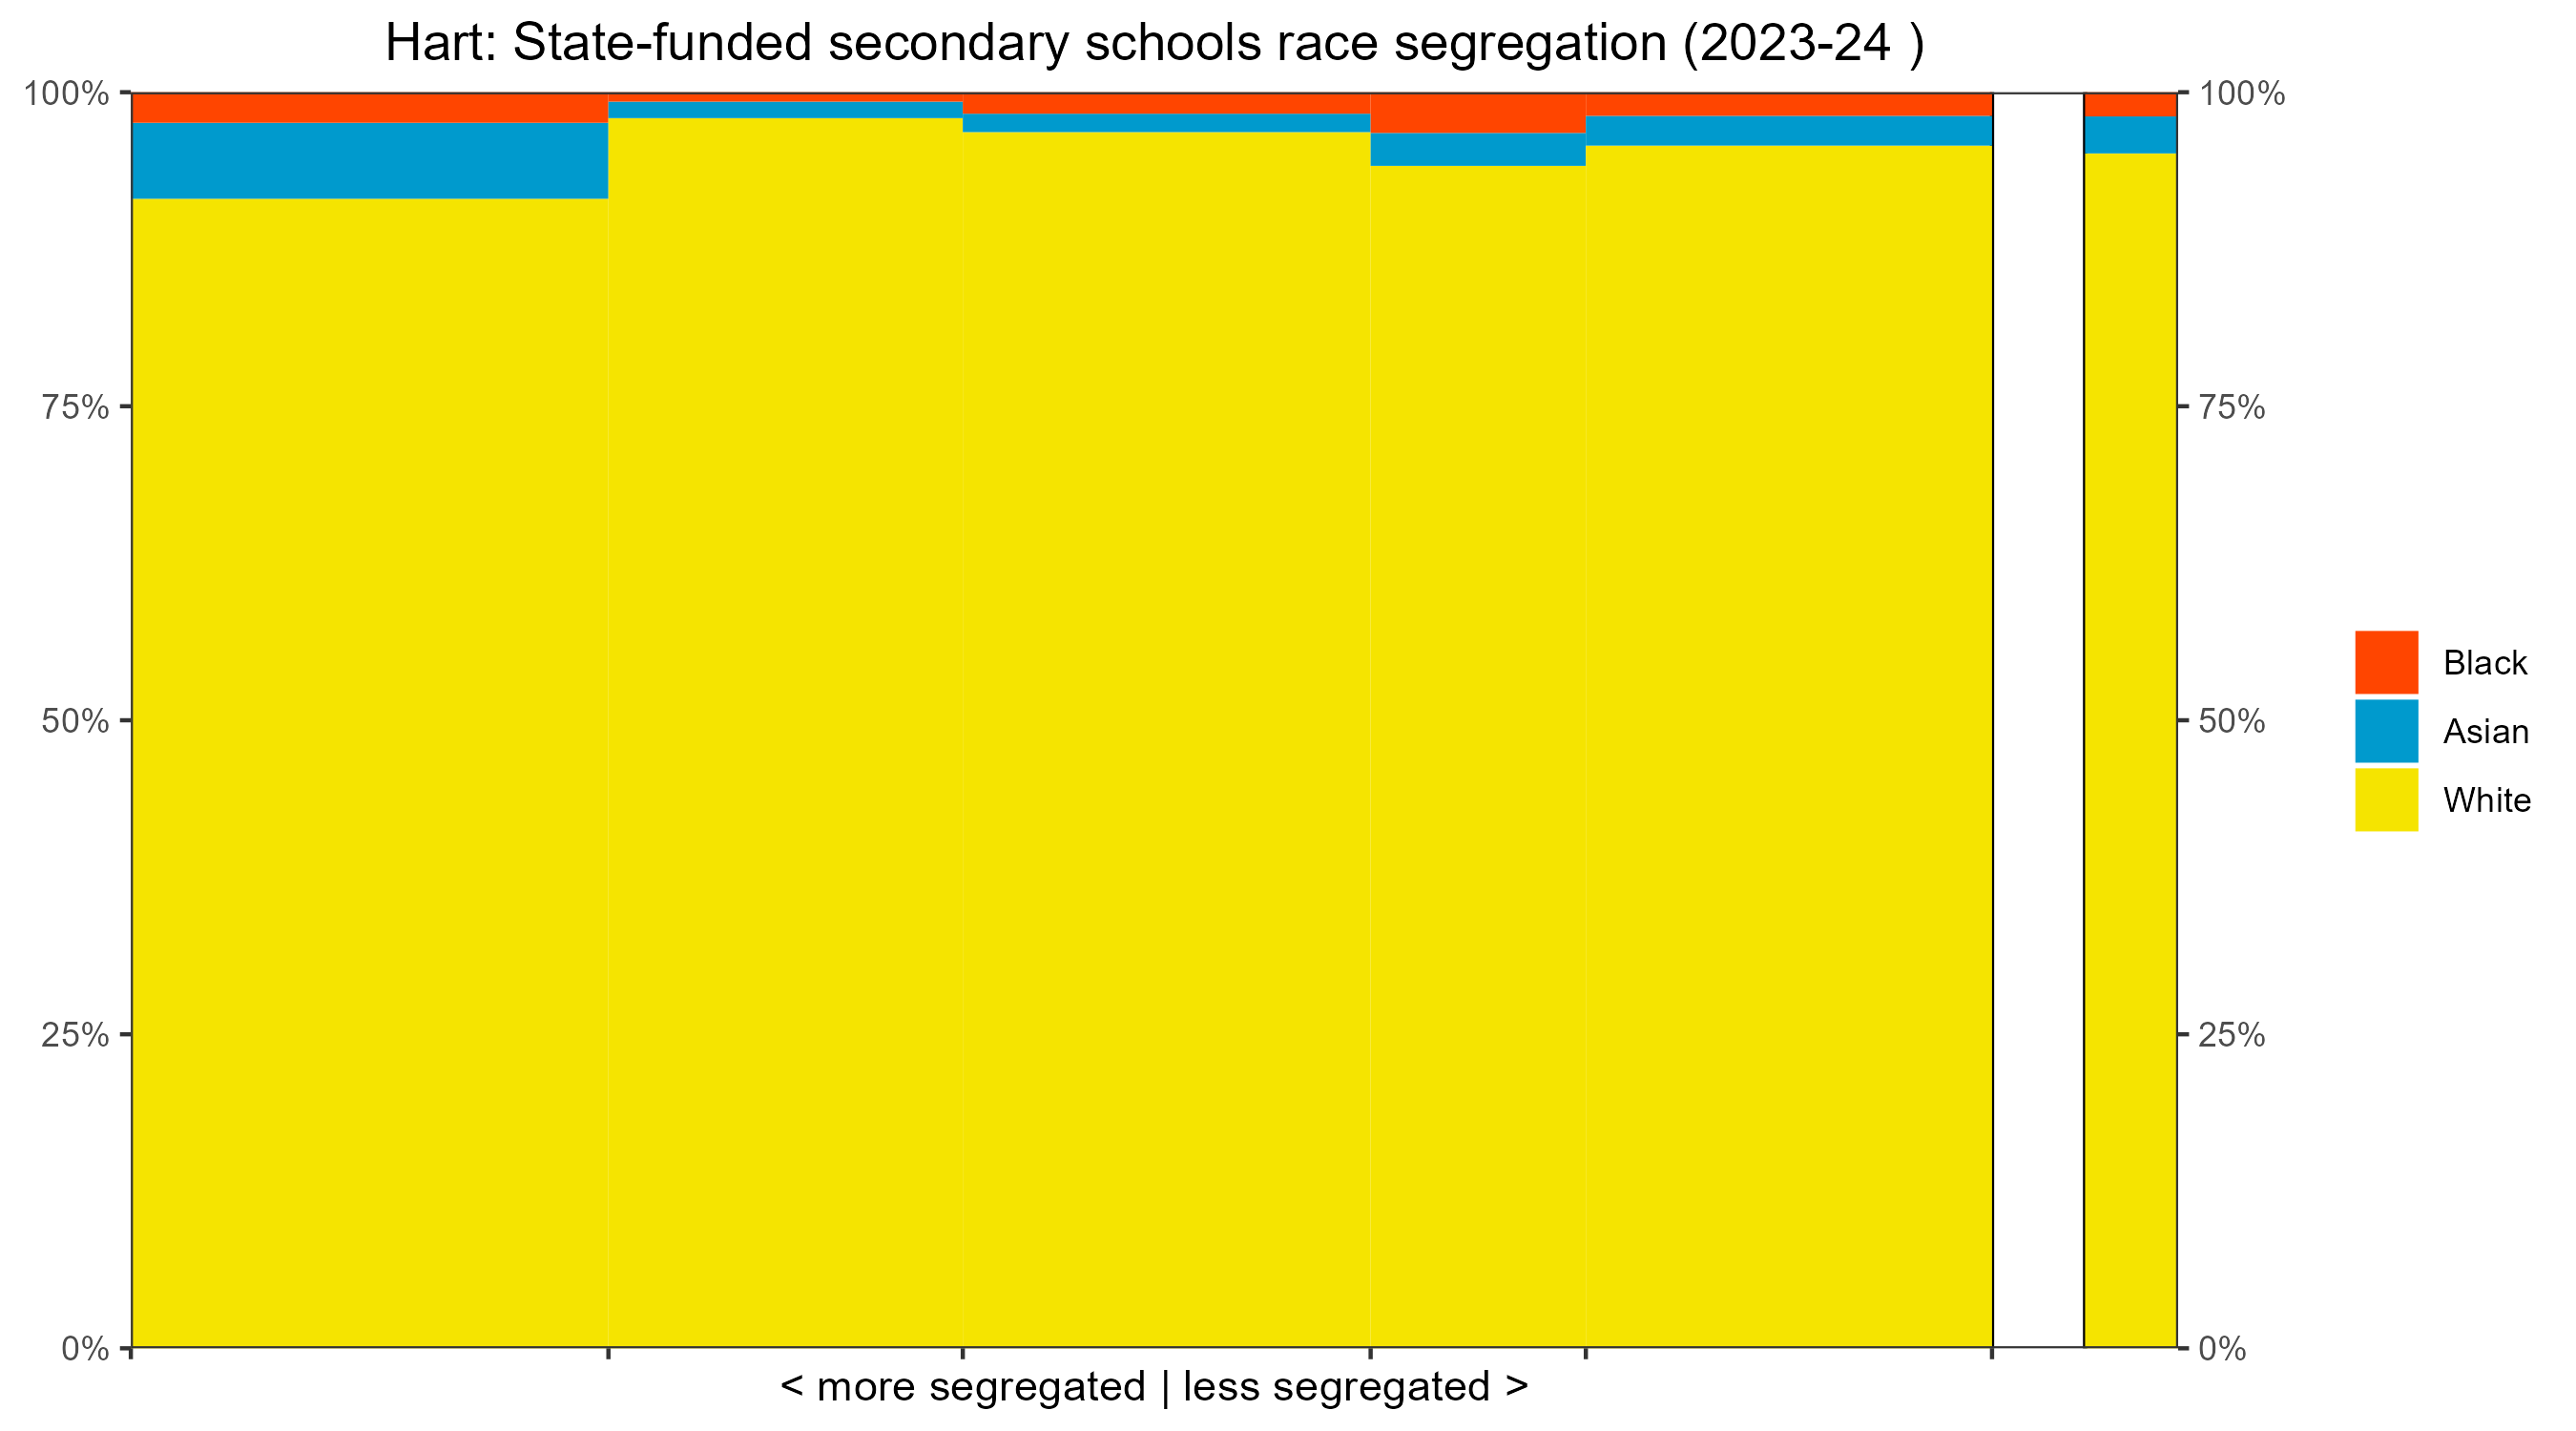 Hart: State-funded secondary schools race segregation (2023-24 )
100%
75%
50%
25%
0%
100%
75%
50%
25%
0%
Black
Asian
White
< more segregated | less segregated >